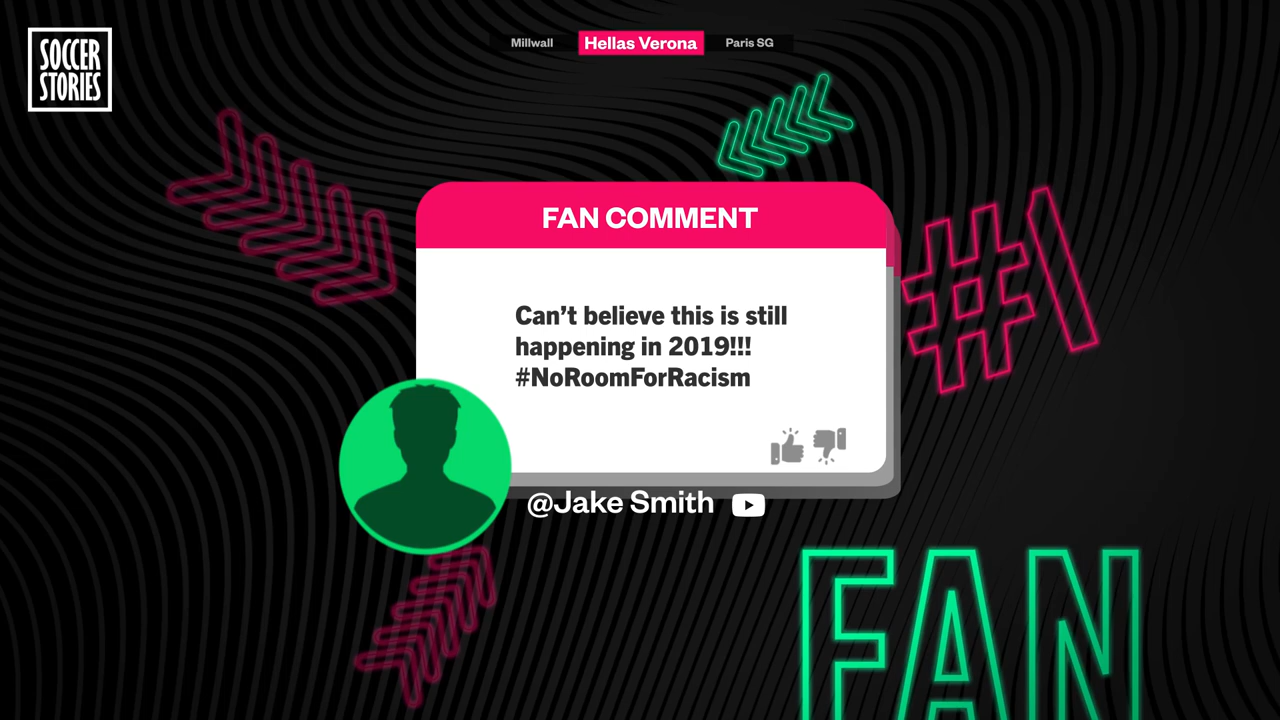 SOCCER
STORIES
Millwall
Hellas Verona
Paris SG
FAN COMMENT
#1
Can’t believe this is still
happening in 2019!!!
#NoRoomForRacism
@Jake Smith
FAN